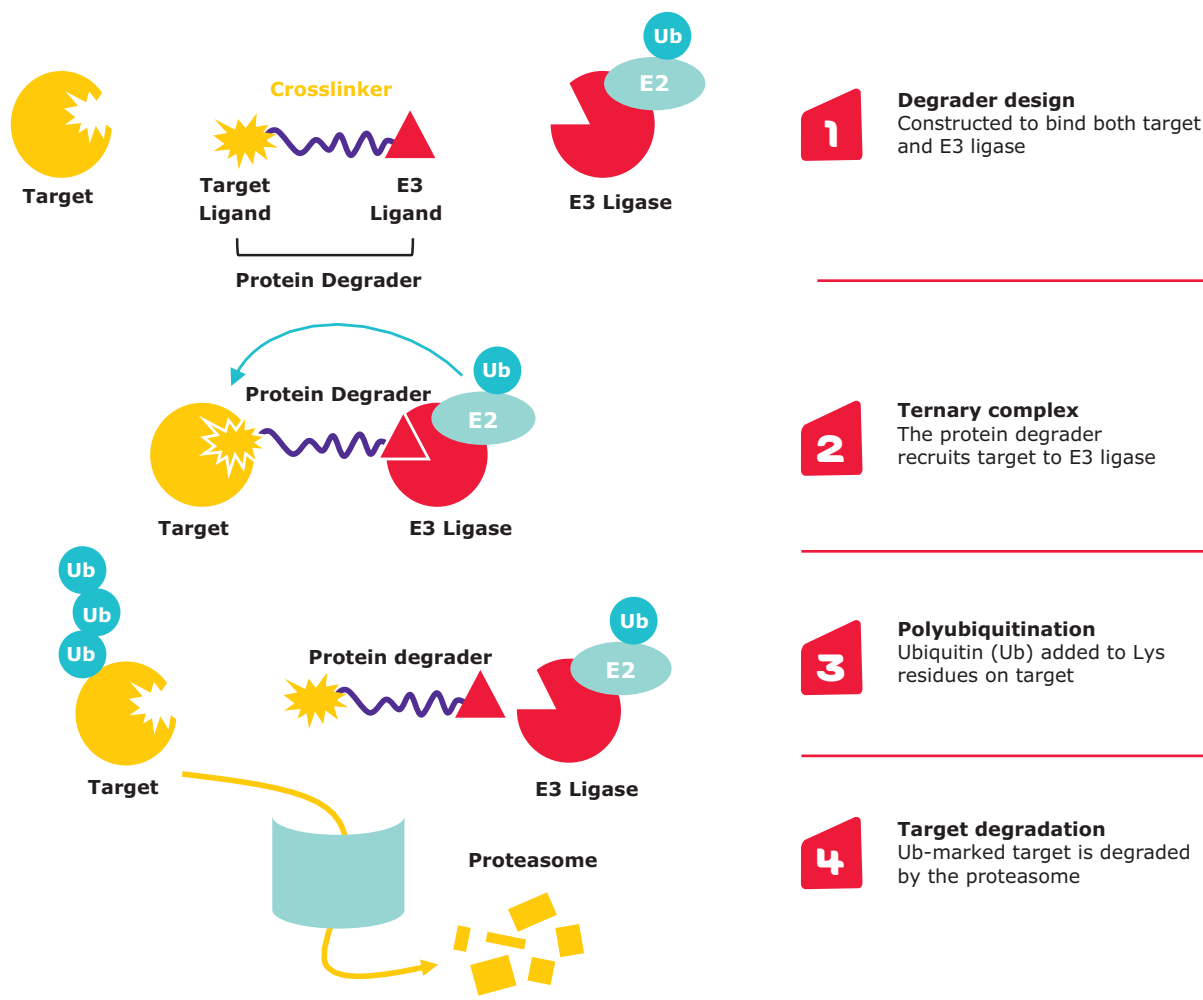 Ub
E2
Crosslinker
Target
Target
Ligand
E3
Ligand
E3 Ligase
Protein Degrader
1
Degrader design
Constructed to bind both target
and E3 ligase
Ub
Protein Degrader
E2
Target
E3 Ligase
2
Ternary complex
The protein degrader
recruits target to E3 ligase
Ub
Ub
Ub
Target
Protein degrader
Ub
E2
E3 Ligase
3
Polyubiquitination
Ubiquitin (Ub) added to Lys
residues on target
Proteasome
4
Target degradation
Ub-marked target is degraded
by the proteasome